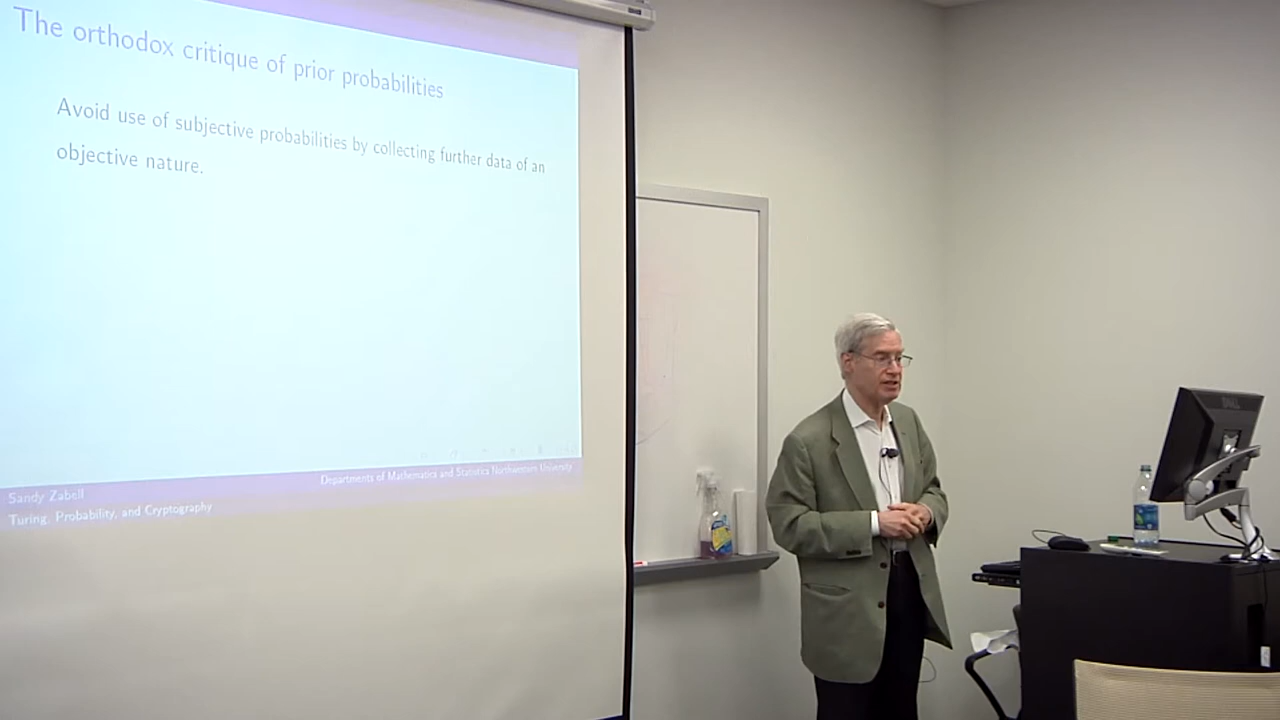 The orthodox critique of prior probabilities
Avoid use of subjective probabilities by collecting further data of an
objective nature.
Sandy Zabell
Departments of Mathematics and Statistics Northwestern University
Turing, Probability, and Cryptography
DELL